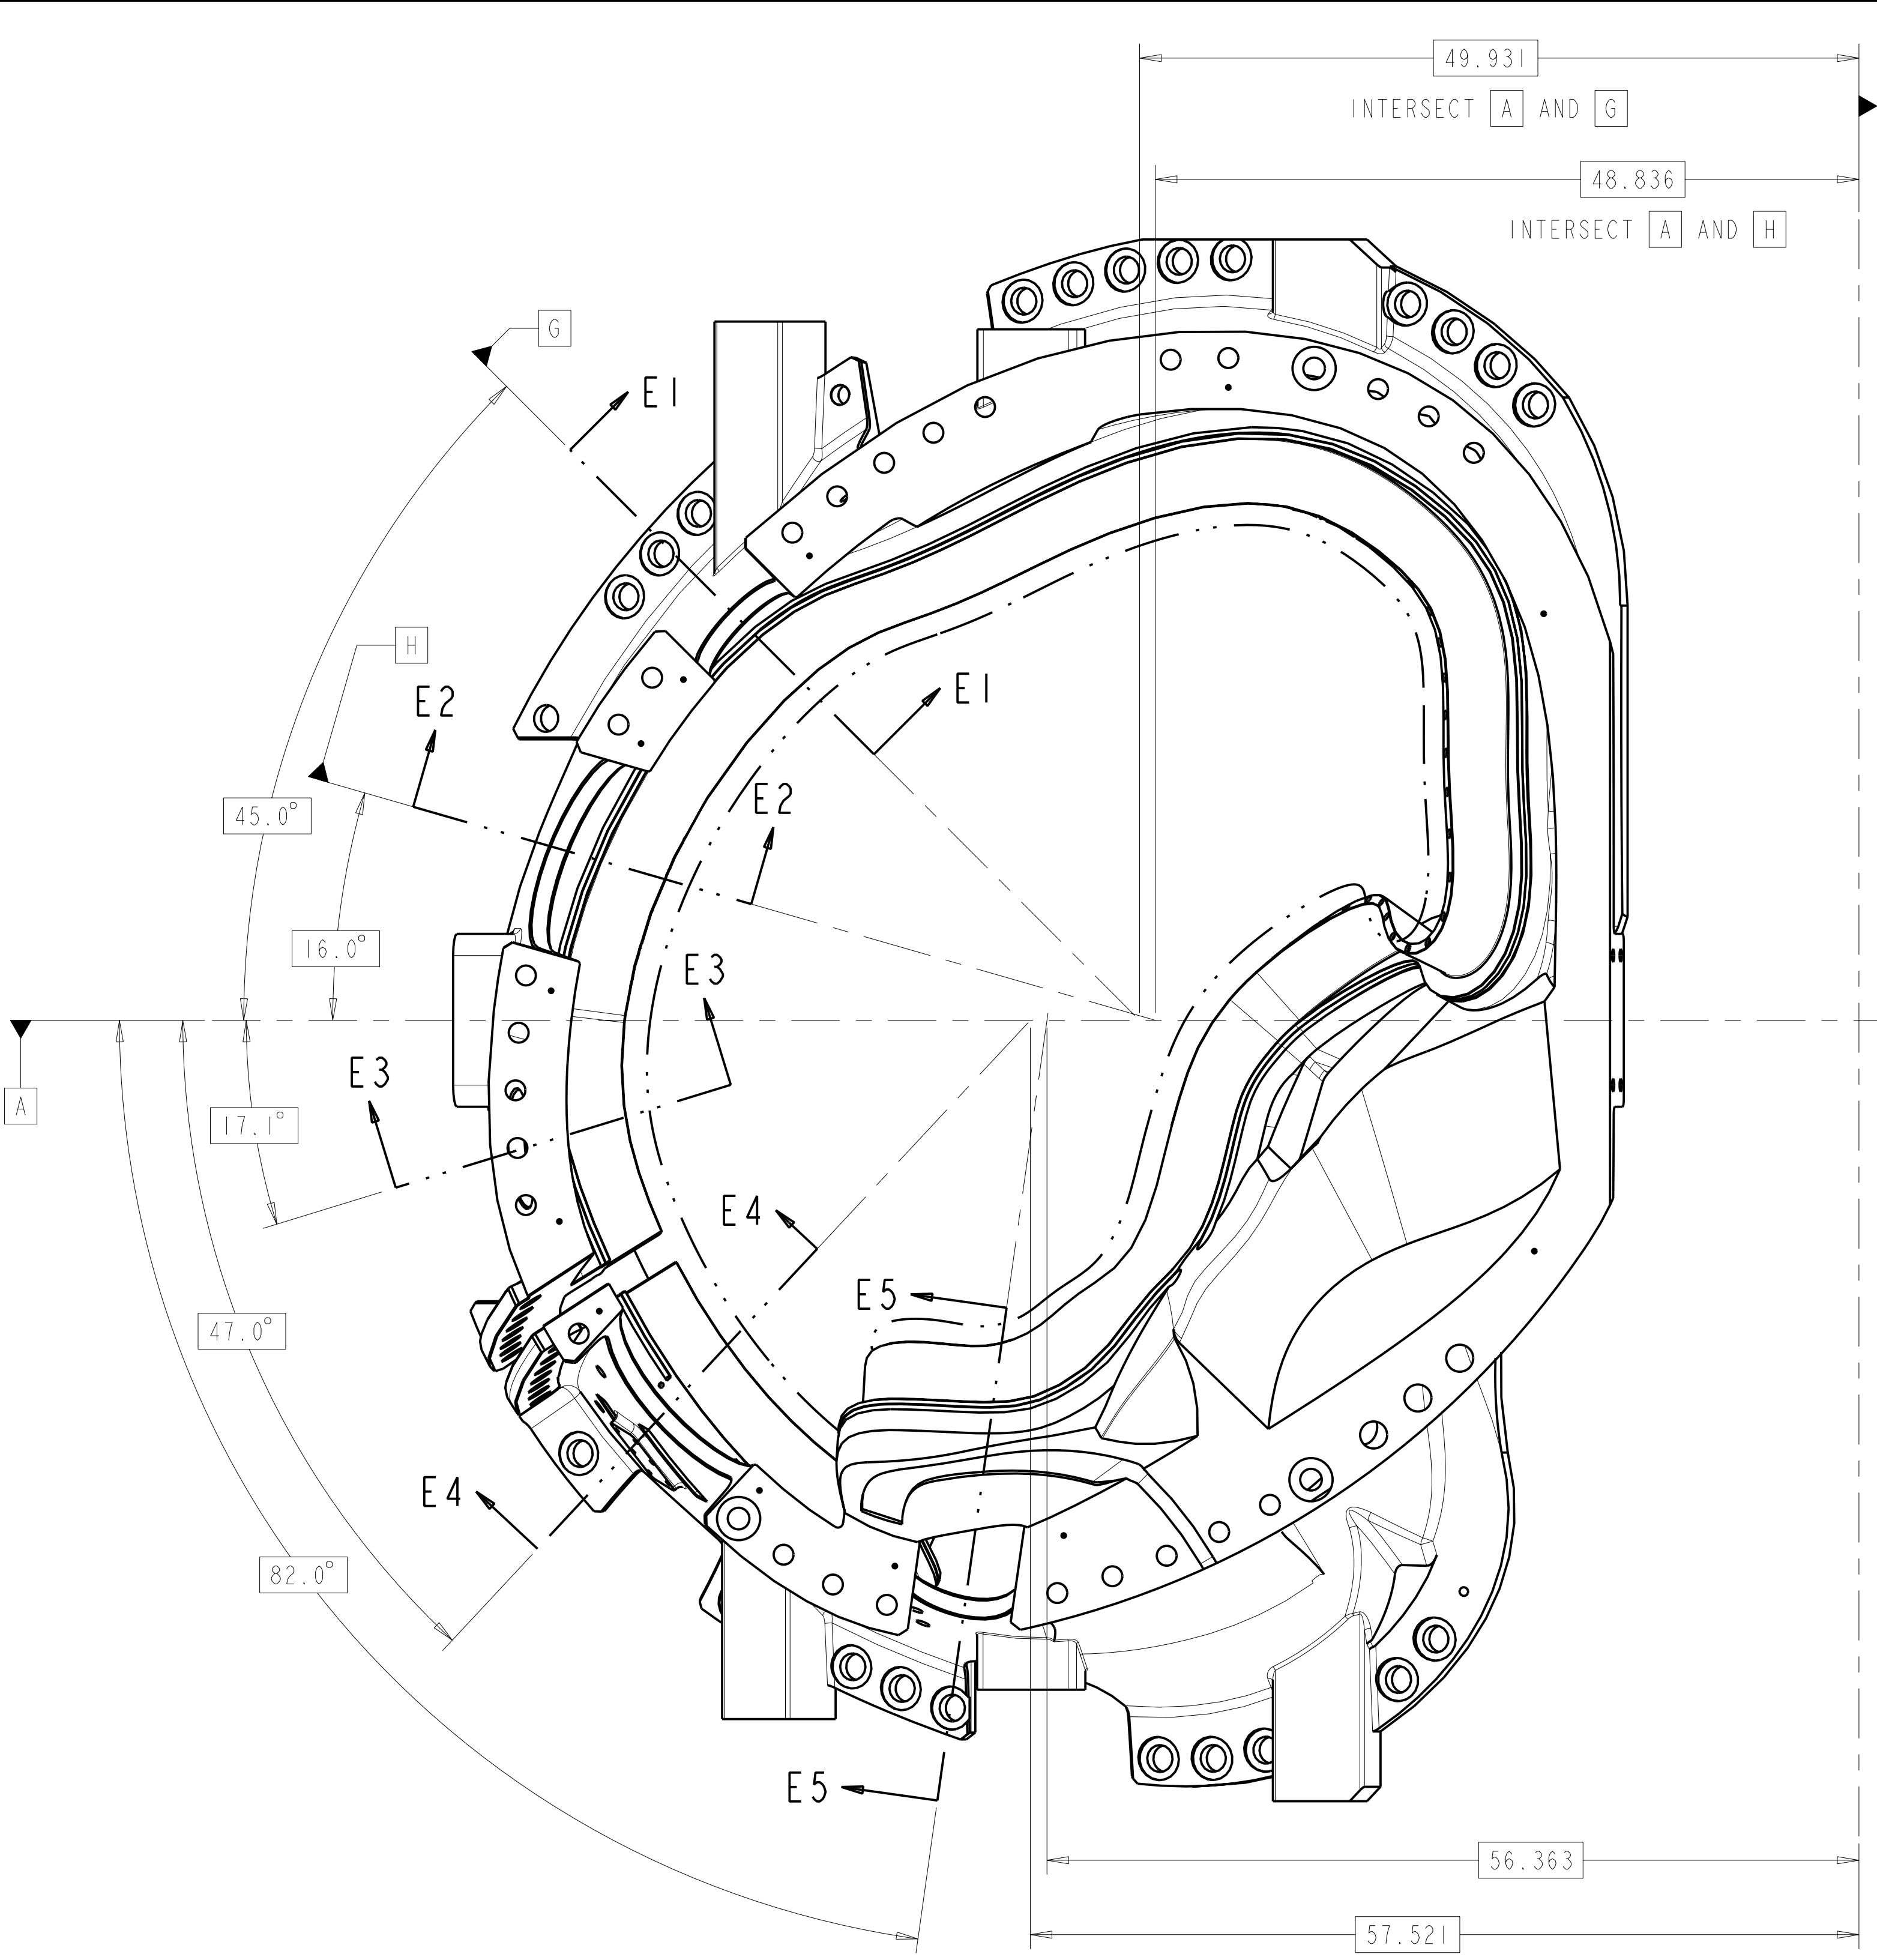 49.931
INTERSECT A AND G
48.836
INTERSECT A AND H
G
E1
H
E2
E1
45.0°
E2
16.0°
E3
E3
A
17.1°
E4
E5
47.0°
E4
82.0°
E5
56.363
57.521